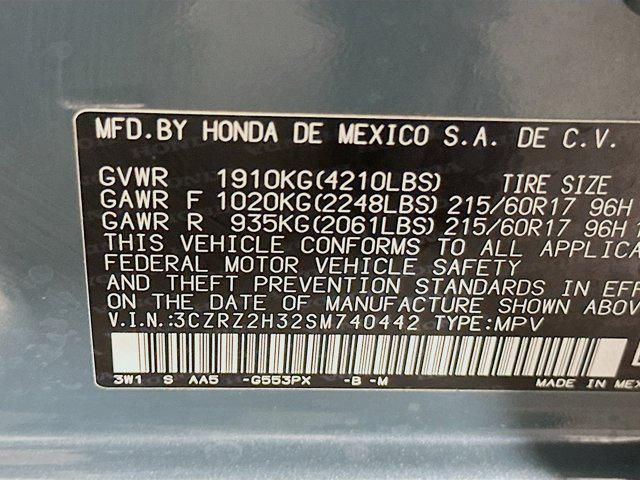 MFD.BY HONDA DE MEXICO S.A. DE C.V.
GVWR 1910KG(4210LBS) TIRE SIZE
GAWR F 1020KG(2248LBS) 215/60R17 96H
GAWR R 935KG(2061LBS) 215/60R17 96H 1
THIS VEHICLE CONFORMS TO ALL APPLICA
FEDERAL MOTOR VEHICLE SAFETY
AND THEFT PREVENTION STANDARDS IN EFF
ON THE DATE OF MANUFACTURE SHOWN ABOV
V.I.N.:3CZRZ2H32SM740442 TYPE:MPV
3W1 S AA5 -G553PX -B -M MADE IN MEX